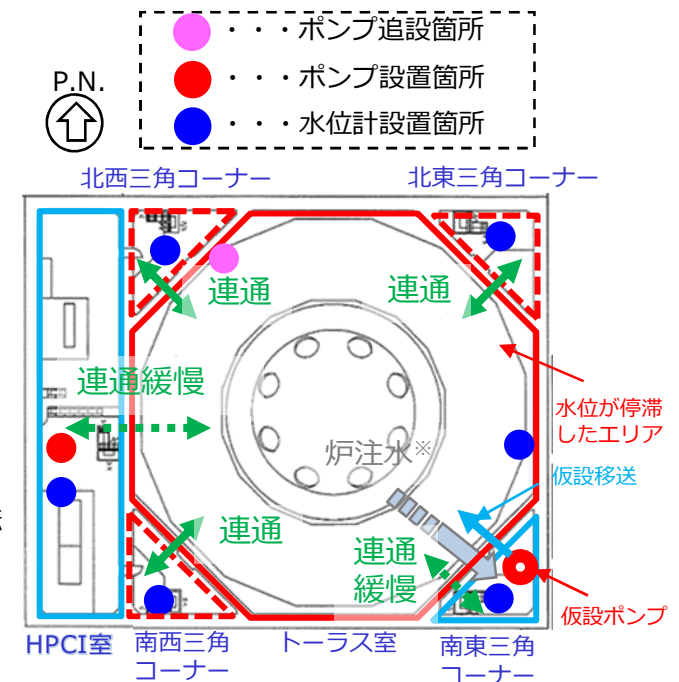 ・・・ポンプ追設箇所
・・・ポンプ設置箇所
・・・水位計設置箇所
P.N.
北西三角コーナー
北東三角コーナー
連通
連通
連通緩慢
水位が停滞
したエリア
炉注水※
仮設移送
連通
連通
緩慢
仮設ポンプ
HPCI室
南西三角
コーナー
トーラス室
南東三角
コーナー